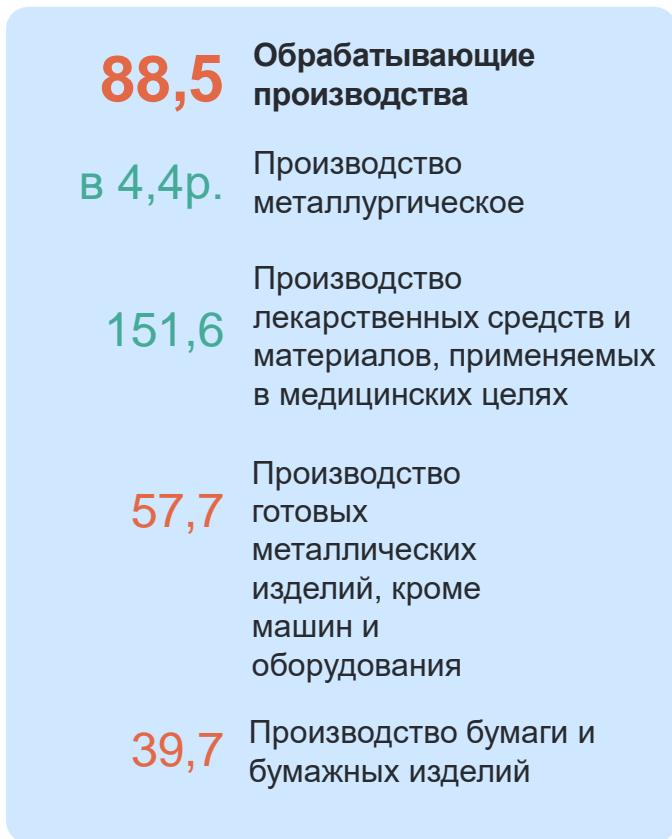 88,5 Обрабатывающие
производства
в 4,4р. Производство
металлургическое
Производство
151,6 лекарственных средств и
материалов, применяемых
в медицинских целях
Производство
57,7 готовых
металлических
изделий, кроме
машин и
оборудования
39,7 Производство бумаги и
бумажных изделий